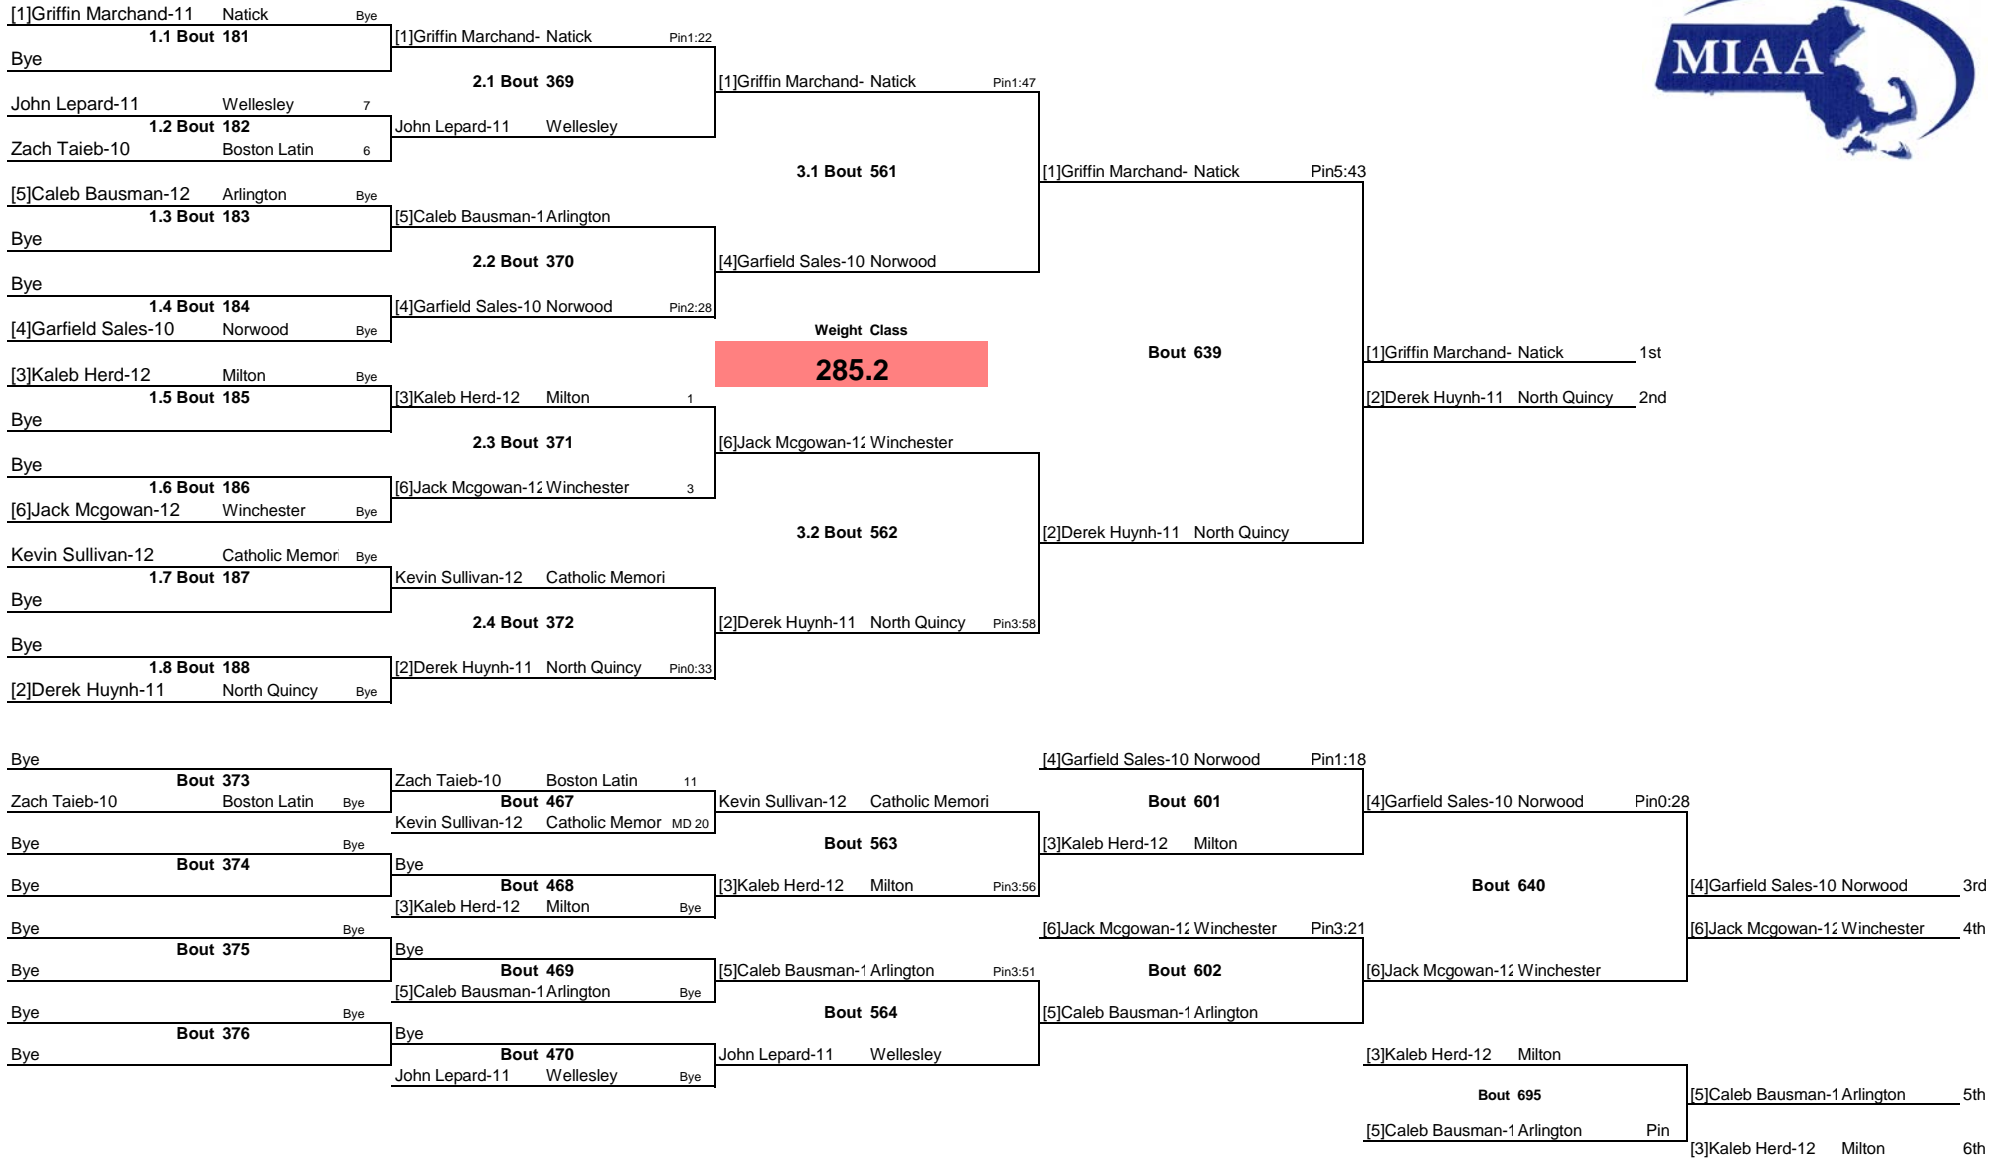 [1]Griffin Marchand-11 Natick Bye
1.1 Bout 181
Bye
John Lepard-11 Wellesley 7
1.2 Bout 182
Zach Taieb-10 Boston Latin 6
[5]Caleb Bausman-12 Arlington Bye
1.3 Bout 183
Bye
Bye
1.4 Bout 184
[4]Garfield Sales-10 Norwood Bye
[3]Kaleb Herd-12 Milton Bye
1.5 Bout 185
Bye
Bye
1.6 Bout 186
[6]Jack Mcgowan-12 Winchester Bye
Kevin Sullivan-12 Catholic Memori Bye
1.7 Bout 187
Bye
Bye
1.8 Bout 188
[2]Derek Huynh-11 North Quincy Bye
[1]Griffin Marchand- Natick Pin1:22
2.1 Bout 369
John Lepard-11 Wellesley
[5]Caleb Bausman-1 Arlington
2.2 Bout 370
[4]Garfield Sales-10 Norwood Pin2:28
[3]Kaleb Herd-12 Milton 1
2.3 Bout 371
[6]Jack Mcgowan-12 Winchester 3
Kevin Sullivan-12 Catholic Memori
2.4 Bout 372
[2]Derek Huynh-11 North Quincy Pin0:33
[1]Griffin Marchand- Natick Pin1:47
3.1 Bout 561
[4]Garfield Sales-10 Norwood
Weight Class
285.2
[6]Jack Mcgowan-12 Winchester
3.2 Bout 562
[2]Derek Huynh-11 North Quincy Pin3:58
[1]Griffin Marchand- Natick Pin5:43
Bout 639
[2]Derek Huynh-11 North Quincy
MIAA
[1]Griffin Marchand- Natick 1st
[2]Derek Huynh-11 North Quincy 2nd
Bye
Bout 373
Zach Taieb-10 Boston Latin Bye
Bye Bye
Bout 374
Bye
Bye Bye
Bout 375
Bye
Bye Bye
Bout 376
Bye
Zach Taieb-10 Boston Latin 11
Bout 467
Kevin Sullivan-12 Catholic Memor MD 20
Bye
Bout 468
[3]Kaleb Herd-12 Milton Bye
Bye
Bout 469
[5]Caleb Bausman-1 Arlington Bye
Bye
Bout 470
John Lepard-11 Wellesley Bye
Kevin Sullivan-12 Catholic Memori
Bout 563
[3]Kaleb Herd-12 Milton Pin3:56
[5]Caleb Bausman-1 Arlington Pin3:51
Bout 564
John Lepard-11 Wellesley
[4]Garfield Sales-10 Norwood Pin1:18
Bout 601
[3]Kaleb Herd-12 Milton
[6]Jack Mcgowan-12 Winchester Pin3:21
Bout 602
[5]Caleb Bausman-1 Arlington
[4]Garfield Sales-10 Norwood Pin0:28
Bout 640
[6]Jack Mcgowan-12 Winchester
[4]Garfield Sales-10 Norwood 3rd
[6]Jack Mcgowan-12 Winchester 4th
[3]Kaleb Herd-12 Milton
Bout 695
[5]Caleb Bausman-1 Arlington Pin
[5]Caleb Bausman-1 Arlington 5th
[3]Kaleb Herd-12 Milton 6th